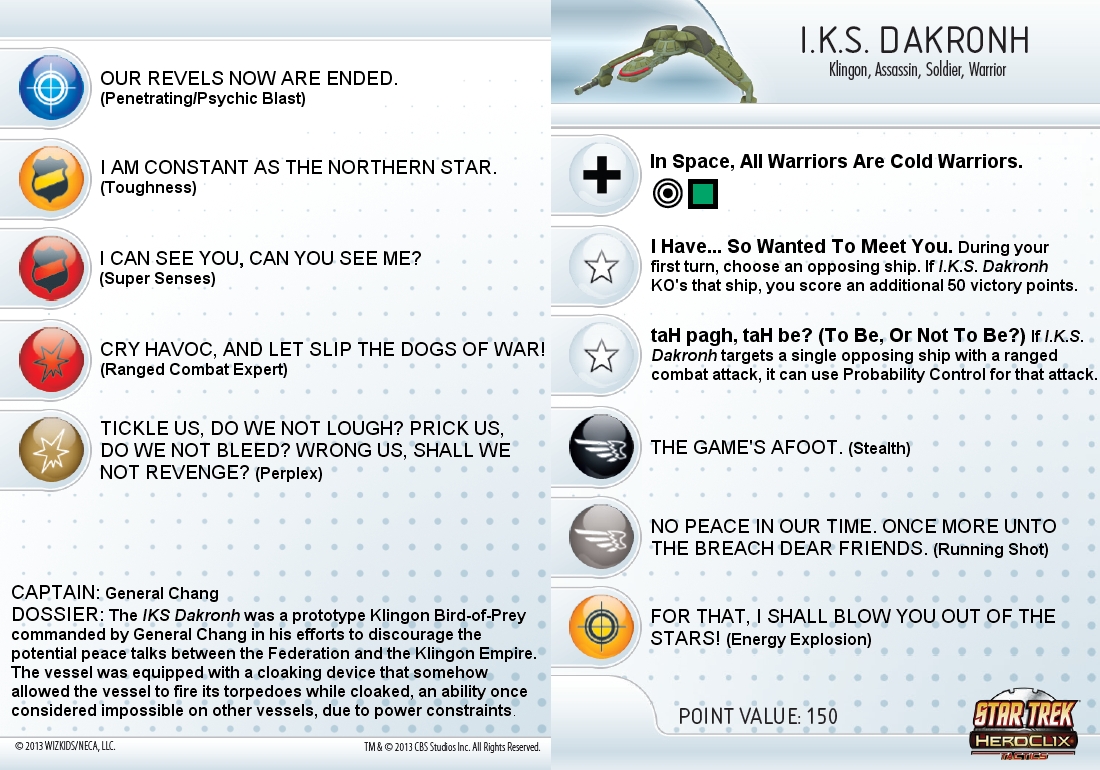 OUR REVELS NOW ARE ENDED.
(Penetrating/Psychic Blast)
I AM CONSTANT AS THE NORTHERN STAR.
(Toughness)
I CAN SEE YOU, CAN YOU SEE ME?
(Super Senses)
CRY HAVOC, AND LET SLIP THE DOGS OF WAR!
(Ranged Combat Expert)
TICKLE US, DO WE NOT LOUGH? PRICK US,
DO WE NOT BLEED? WRONG US, SHALL WE
NOT REVENGE? (Perplex)
CAPTAIN: General Chang
DOSSIER: The IKS Dakronh was a prototype Klingon Bird-of-Prey
commanded by General Chang in his efforts to discourage the
potential peace talks between the Federation and the Klingon Empire.
The vessel was equipped with a cloaking device that somehow
allowed the vessel to fire its torpedoes while cloaked, an ability once
considered impossible on other vessels, due to power constraints.
© 2013 WIZKIDS/NECA, LLC.
TM & © 2013 CBS Studios Inc. All Rights Reserved.
I.K.S. DAKRONH
Klingon, Assassin, Soldier, Warrior
In Space, All Warriors Are Cold Warriors.
I Have... So Wanted To Meet You. During your
first turn, choose an opposing ship. If I.K.S. Dakronh
KO's that ship, you score an additional 50 victory points.
taH pagh, taH be? (To Be, Or Not To Be?) If I.K.S.
Dakronh targets a single opposing ship with a ranged
combat attack, it can use Probability Control for that attack.
THE GAME'S AFOOT. (Stealth)
NO PEACE IN OUR TIME. ONCE MORE UNTO
THE BREACH DEAR FRIENDS. (Running Shot)
FOR THAT, I SHALL BLOW YOU OUT OF THE
STARS! (Energy Explosion)
POINT VALUE: 150
STAR TREK
HEROCLIX
TACTICS